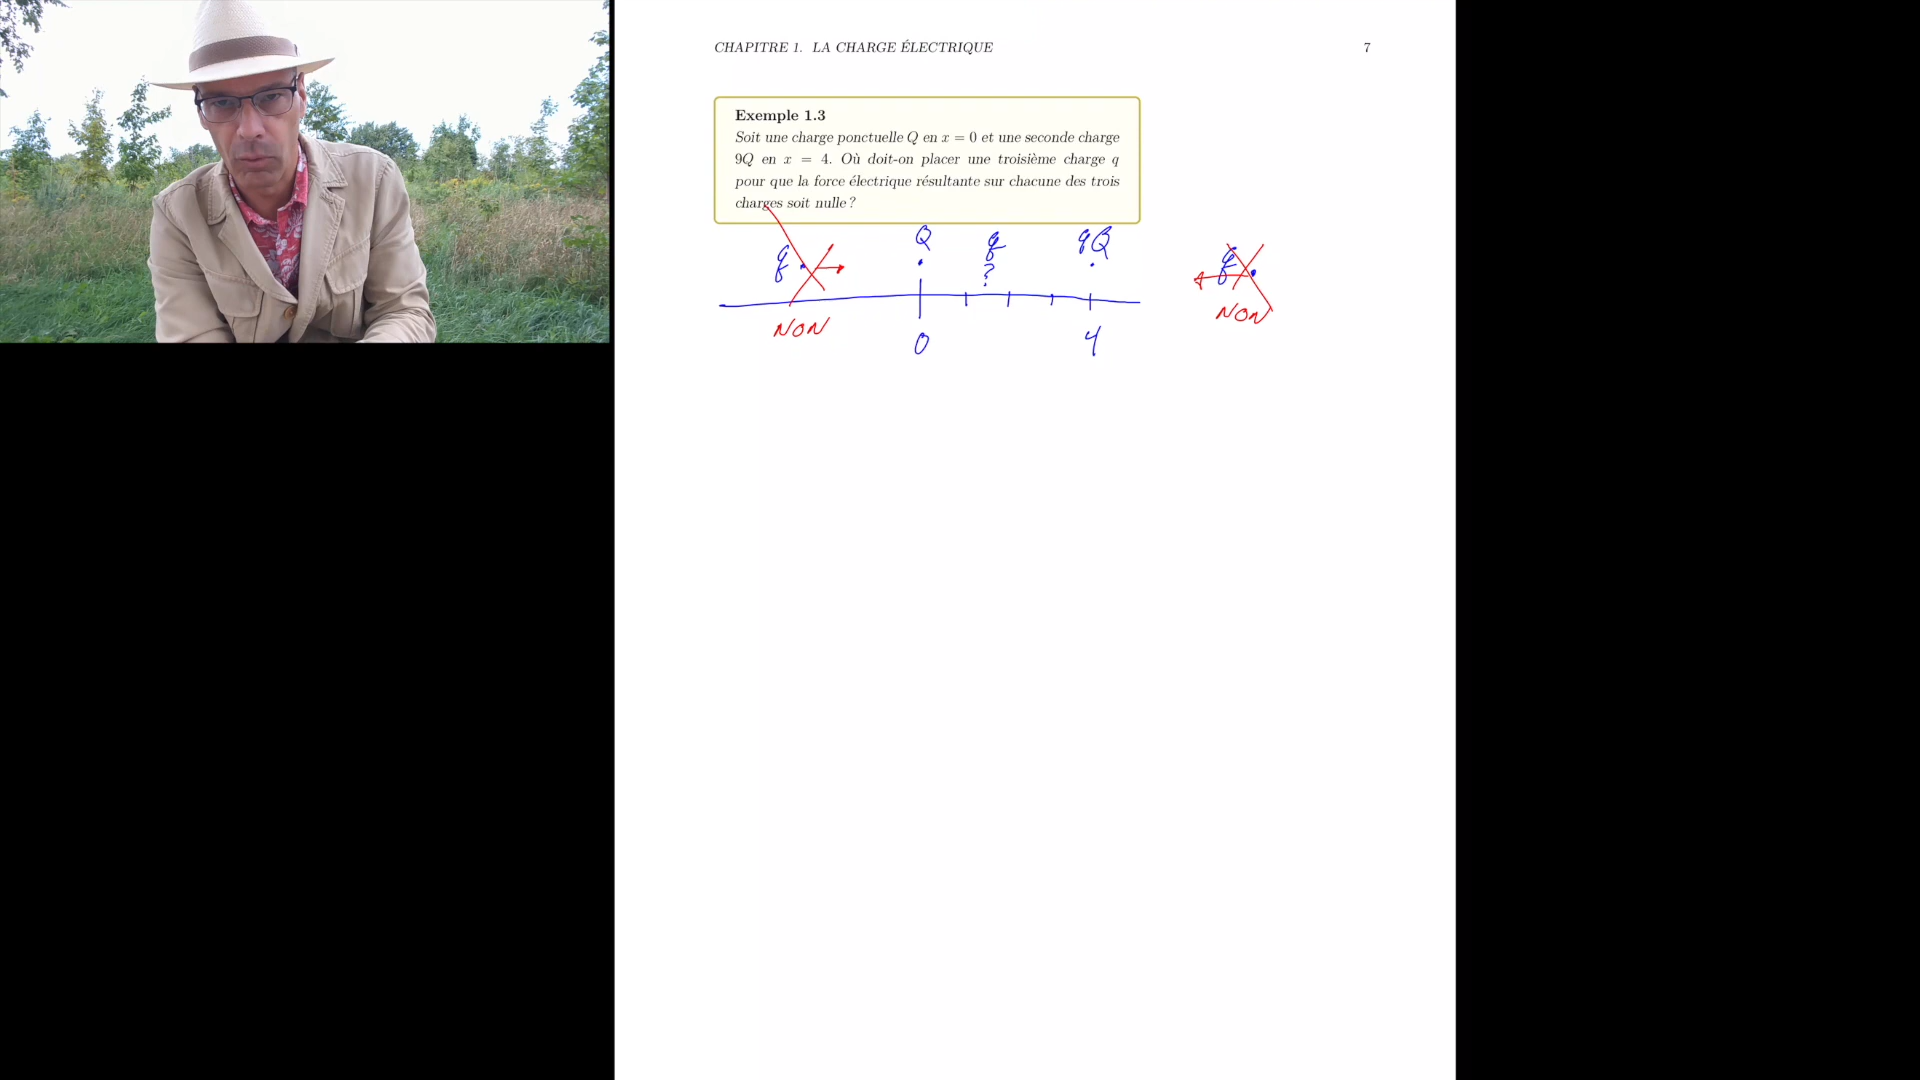 CHAPITRE 1. LA CHARGE ÉLECTRIQUE 7
Exemple 1.3
Soit une charge ponctuelle Q en x = 0 et une seconde charge
9Q en x = 4. Où doit-on placer une troisième charge q
pour que la force électrique résultante sur chacune des trois
charges soit nulle ?
q Q q 9Q q
?
NON NON
0 4